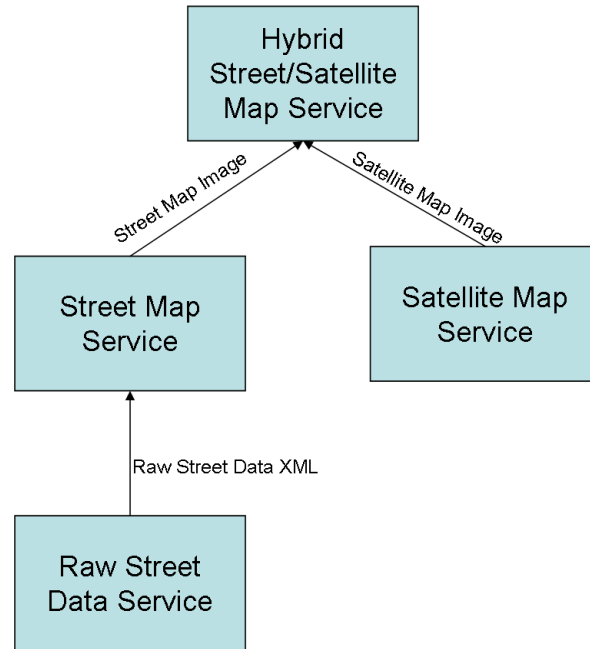 Hybrid
Street/Satellite
Map Service
Street Map Image
Satellite Map Image
Street Map
Service
Satellite Map
Service
Raw Street Data XML
Raw Street
Data Service